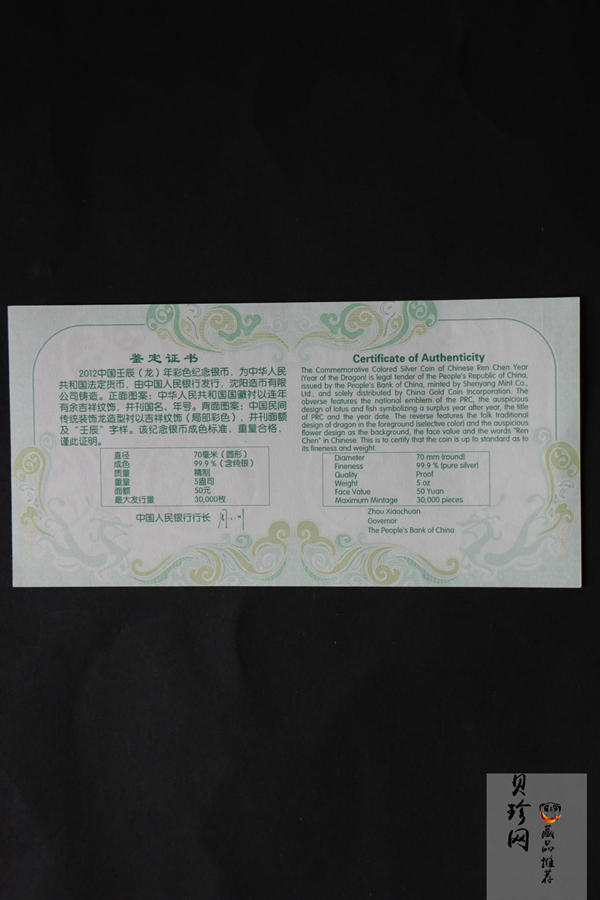 鉴定证书
2012中国壬辰（龙）年彩色纪念银币，为中华人民
共和国法定货币，由中国人民银行发行，沈阳造币有限
公司铸造。正面图案：中华人民共和国国徽衬以连年
有余吉祥纹饰，并刊国名、年号。背面图案：中国民间
传统装饰龙造型衬以吉祥纹饰（局部彩色），并刊面额
及“壬辰”字样。该纪念银币成色标准，重量合格，
谨此证明。
直径 70毫米（圆形）
成色 99.9％（含纯银）
质量 精制
重量 5盎司
面额 50元
最大发行量 30,000枚
中国人民银行行长
Certificate of Authenticity
The Commemorative Colored Silver Coin of Chinese Ren Chen Year
(Year of the Dragon) is legal tender of the People's Republic of China,
issued by the People's Bank of China, minted by Shenyang Mint Co.,
Ltd., and solely distributed by China Gold Coin Incorporation. The
obverse features the national emblem of the PRC, the auspicious
design of lotus and fish symbolizing a surplus year after year, the title
of PRC and the year date. The reverse features the folk traditional
design of dragon in the foreground (selective color) and the auspicious
flower design as the background, the face value and the words "Ren
Chen" in Chinese. This is to certify that the coin is up to standard as to
its fineness and weight.
Diameter 70 mm (round)
Fineness 99.9 % (pure silver)
Quality Proof
Weight 5 oz
Face Value 50 Yuan
Maximum Mintage 30,000 pieces
Zhou Xiaochuan
Governor
The People's Bank of China
贝珍网
藏品推荐